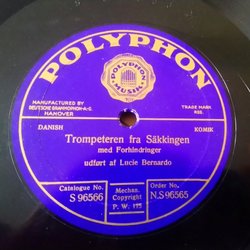 POLYPHON
POLYPHON
MUSIK
MANUFACTURED BY
DEUTSCHE GRAMMOPHON-A.-G.
HANOVER
TRADE MARK
REG.
DANISH
KOMIK
Trompeteren fra Säkkingen
med Forhindringer
udført af Lucie Bernardo
Catalogue No.
S 96566
Mechan.
Copyright
P. W. 175
Order No.
N.S 96565